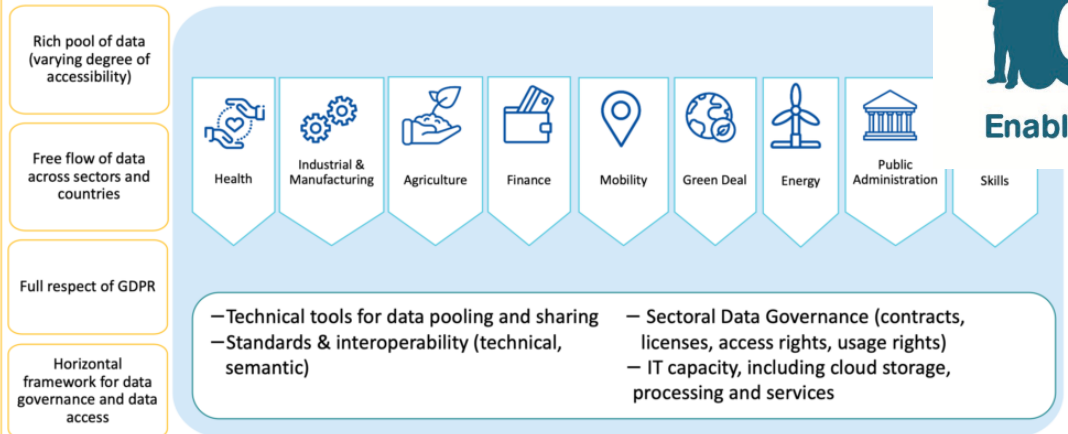 Rich pool of data
(varying degree of
accessibility)
Free flow of data
across sectors and
countries
Full respect of GDPR
Horizontal
framework for data
governance and data
access
Health
Industrial &
Manufacturing
Agriculture
Finance
Mobility
Green Deal
Energy
Public
Administration
Skills
Enabl
—Technical tools for data pooling and sharing
—Standards & interoperability (technical,
semantic)
— Sectoral Data Governance (contracts,
licenses, access rights, usage rights)
— IT capacity, including cloud storage,
processing and services